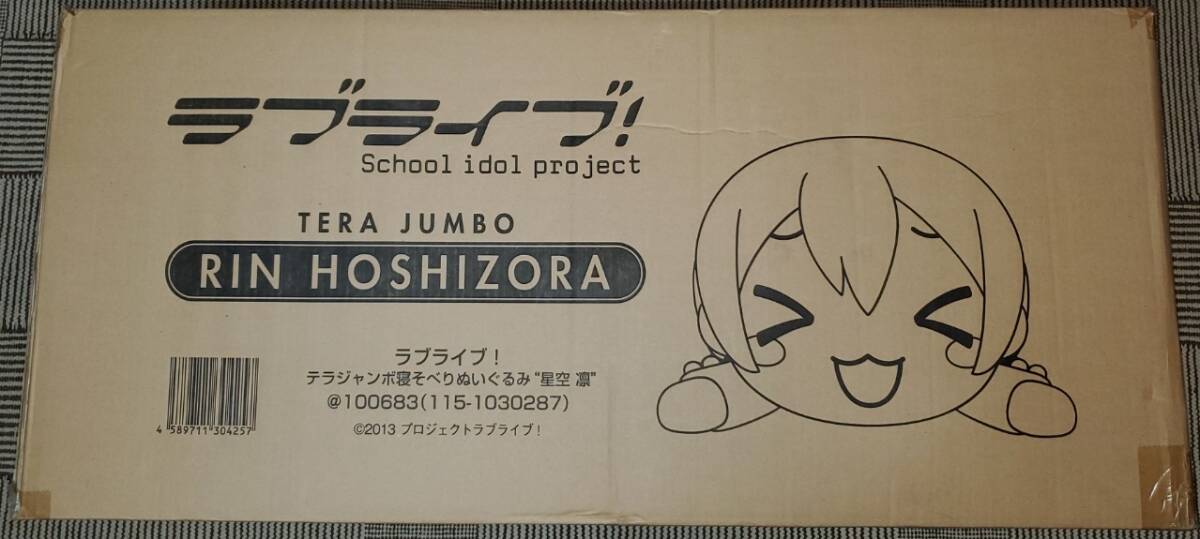 ラブライブ!
School idol project
TERA JUMBO
RIN HOSHIZORA
ラブライブ!
テラジャンボ寝そべりぬいぐるみ“星空 凛”
@100683(115-1030287)
©2013 プロジェクトラブライブ!
4 589711 304257